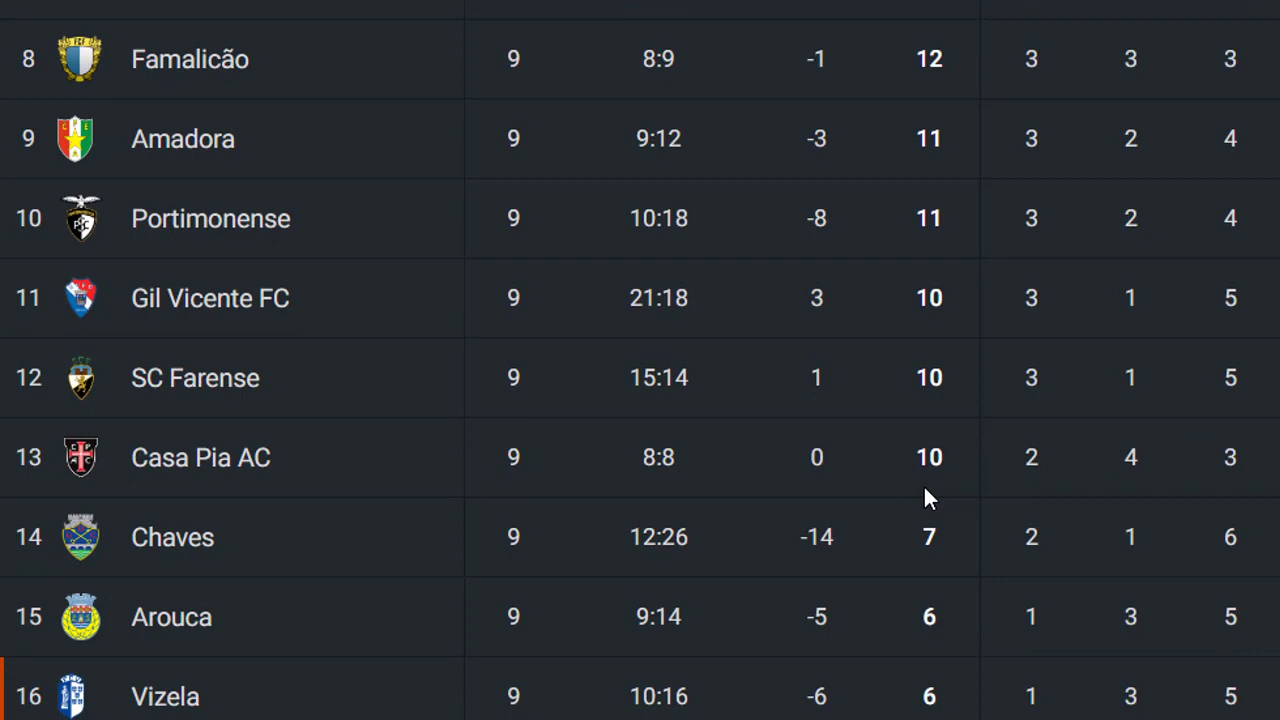 8 Famalicão 9 8:9 -1 12 3 3 3
9 Amadora 9 9:12 -3 11 3 2 4
10 Portimonense 9 10:18 -8 11 3 2 4
11 Gil Vicente FC 9 21:18 3 10 3 1 5
12 SC Farense 9 15:14 1 10 3 1 5
13 Casa Pia AC 9 8:8 0 10 2 4 3
14 Chaves 9 12:26 -14 7 2 1 6
15 Arouca 9 9:14 -5 6 1 3 5
16 Vizela 9 10:16 -6 6 1 3 5